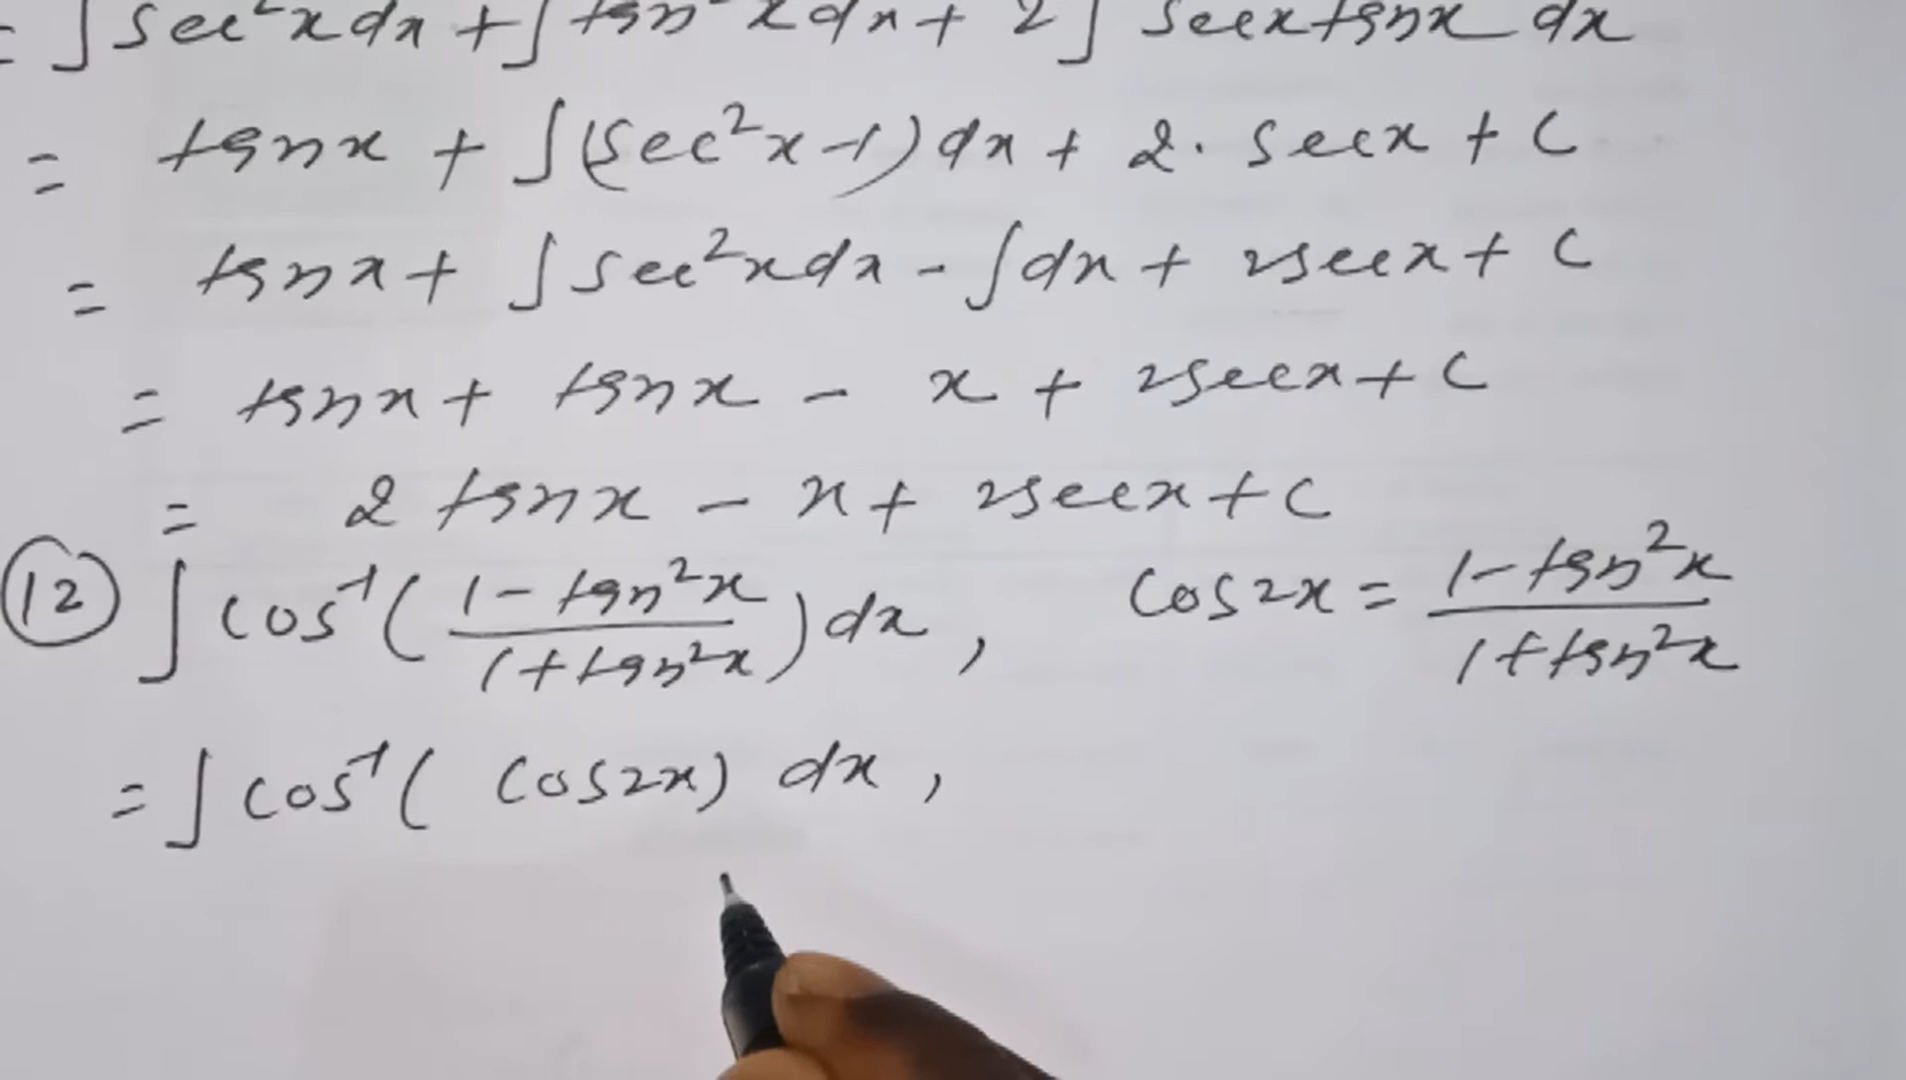 = ∫ sec²x dx + ∫ tan²x dx + 2∫ secx tanx dx
= tanx + ∫(sec²x-1)dx + 2. secx + C
= tanx + ∫ sec²x dx - ∫dx + 2secx + C
= tanx + tanx - x + 2secx + C
= 2 tanx - x + 2secx + C
(12) ∫ cos⁻¹( (1-tan²x)/(1+tan²x) ) dx , cos2x = (1-tan²x)/(1+tan²x)
= ∫ cos⁻¹( cos2x) dx ,